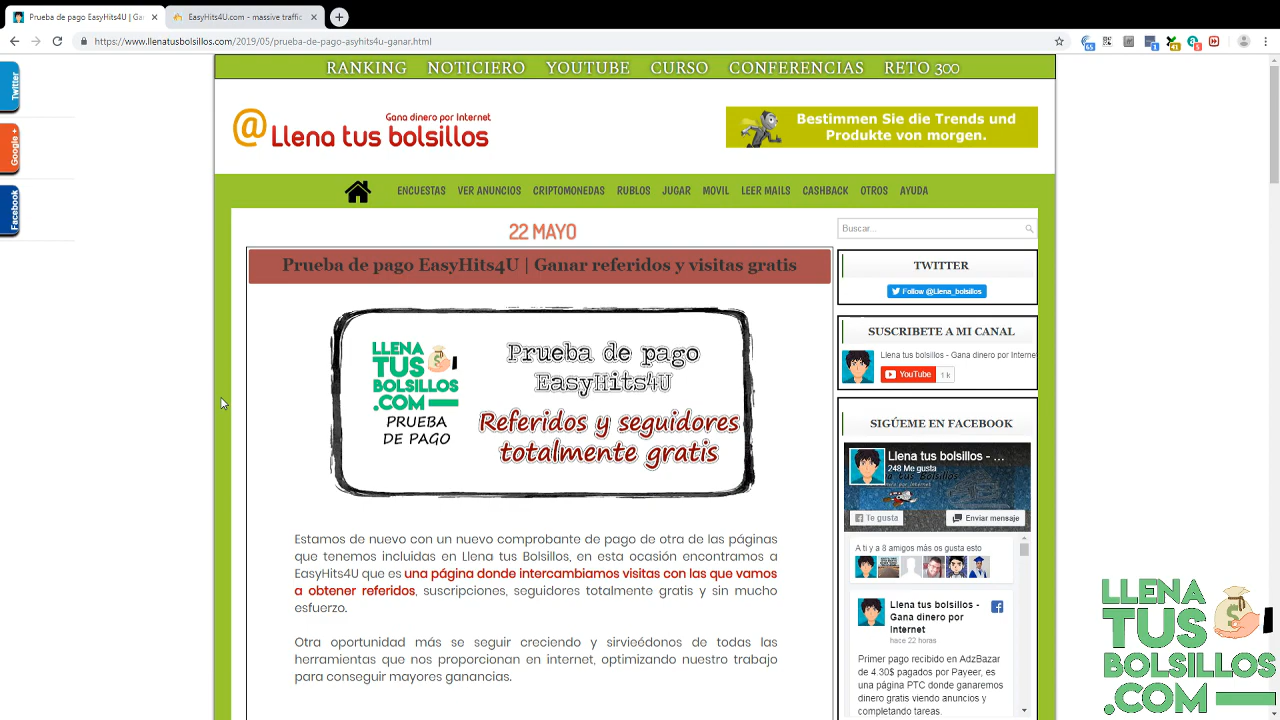 Prueba de pago EasyHits4U | Ga
EasyHits4U.com - massive traffic
https://www.llenatusbolsillos.com/2019/05/prueba-de-pago-asyhits4u-ganar.html
Twitter
Google +
Facebook
RANKING NOTICIERO YOUTUBE CURSO CONFERENCIAS RETO 300
Gana dinero por Internet
@Llena tus bolsillos
Bestimmen Sie die Trends und
Produkte von morgen.
ENCUESTAS VER ANUNCIOS CRIPTOMONEDAS RUBLOS JUGAR MOVIL LEER MAILS CASHBACK OTROS AYUDA
22 MAYO
Prueba de pago EasyHits4U | Ganar referidos y visitas gratis
LLENA
TUS
BOLSILLOS
.COM
PRUEBA
DE PAGO
Prueba de pago
EasyHits4U
Referidos y seguidores
totalmente gratis
Estamos de nuevo con un nuevo comprobante de pago de otra de las páginas
que tenemos incluidas en Llena tus Bolsillos, en esta ocasión encontramos a
EasyHits4U que es una página donde intercambiamos visitas con las que vamos
a obtener referidos, suscripciones, seguidores totalmente gratis y sin mucho
esfuerzo.
Otra oportunidad más se seguir creciendo y sirviéedonos de todas las
herramientas que nos proporcionan en internet, optimizando nuestro trabajo
para conseguir mayores ganancias.
Buscar...
TWITTER
Follow @Llena_bolsillos
SUSCRIBETE A MI CANAL
Llena tus bolsillos - Gana dinero por Interne
YouTube 1 k
SIGÚEME EN FACEBOOK
Llena tus bolsillos - ...
248 Me gusta
Te gusta
Enviar mensaje
A ti y a 8 amigos más os gusta esto
Llena tus bolsillos -
Gana dinero por
Internet
hace 22 horas
Primer pago recibido en AdzBazar
de 4.30$ pagados por Payeer, es
una página PTC donde ganaremos
dinero gratis viendo anuncios y
completando tareas.
LLENA
TUS
BOLSILLOS
.COM